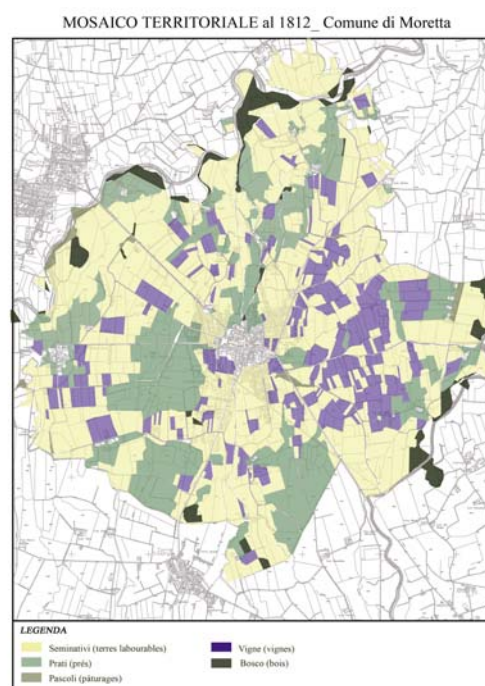 MOSAICO TERRITORIALE al 1812_ Comune di Moretta
LEGENDA
Seminativi (terres labourables)
Prati (prés)
Pascoli (pâturages)
Vigne (vignes)
Bosco (bois)